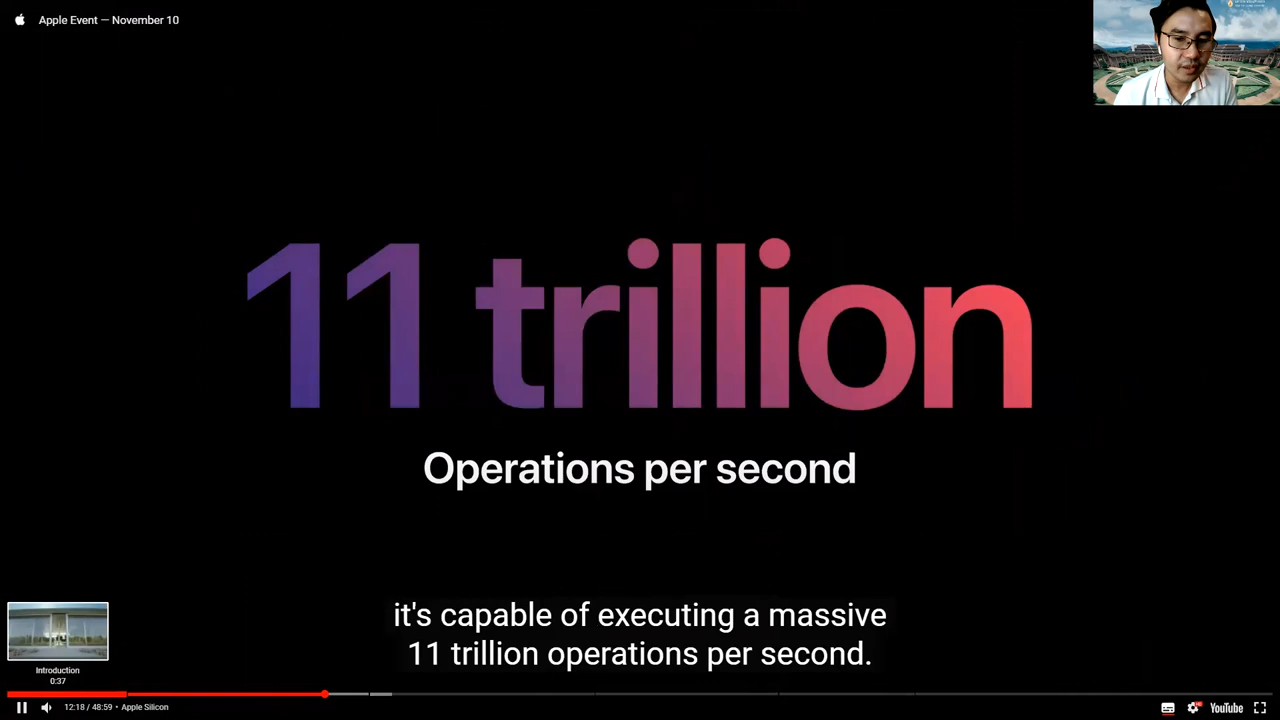 Apple Event — November 10
11 trillion
Operations per second
it's capable of executing a massive
11 trillion operations per second.
Introduction
0:37
12:18 / 48:59 • Apple Silicon
YouTube